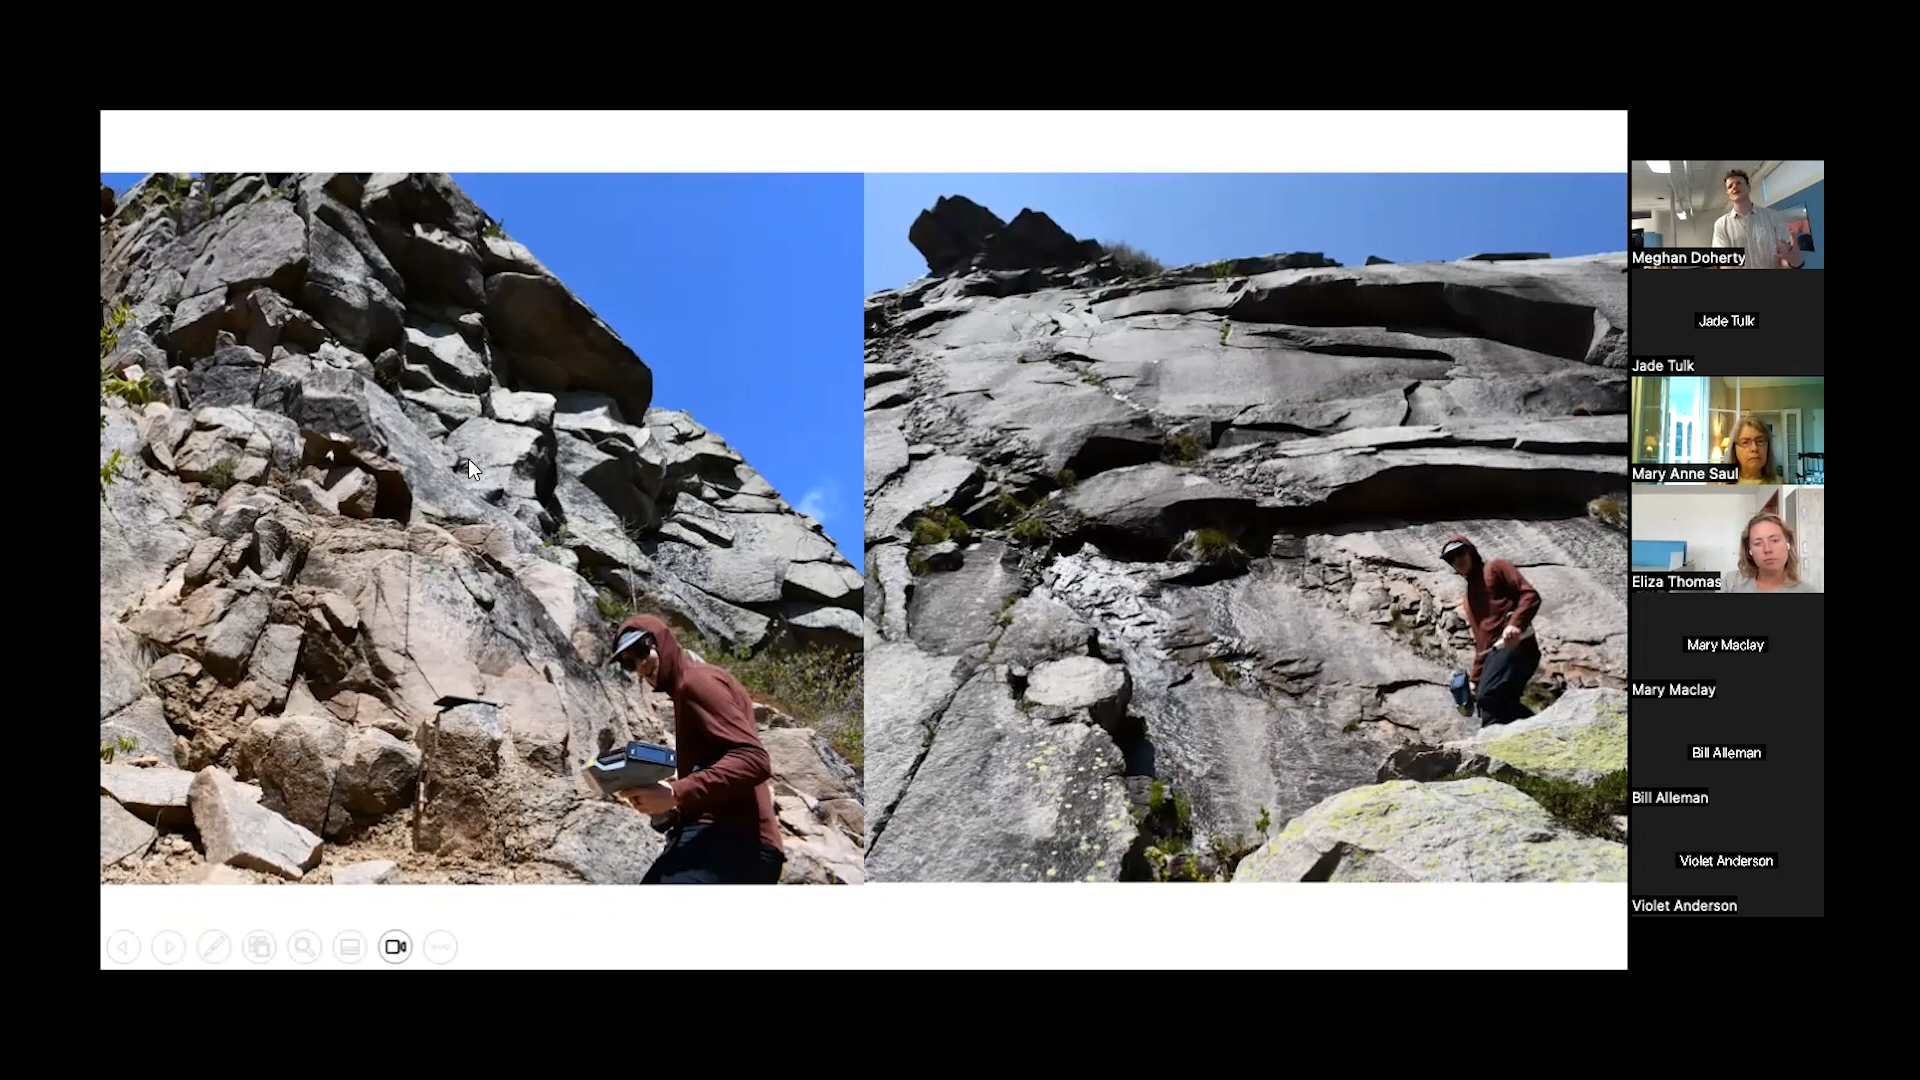 Meghan Doherty
Jade Tulk
Jade Tulk
Mary Anne Saul
Eliza Thomas
Mary Maclay
Mary Maclay
Bill Alleman
Bill Alleman
Violet Anderson
Violet Anderson